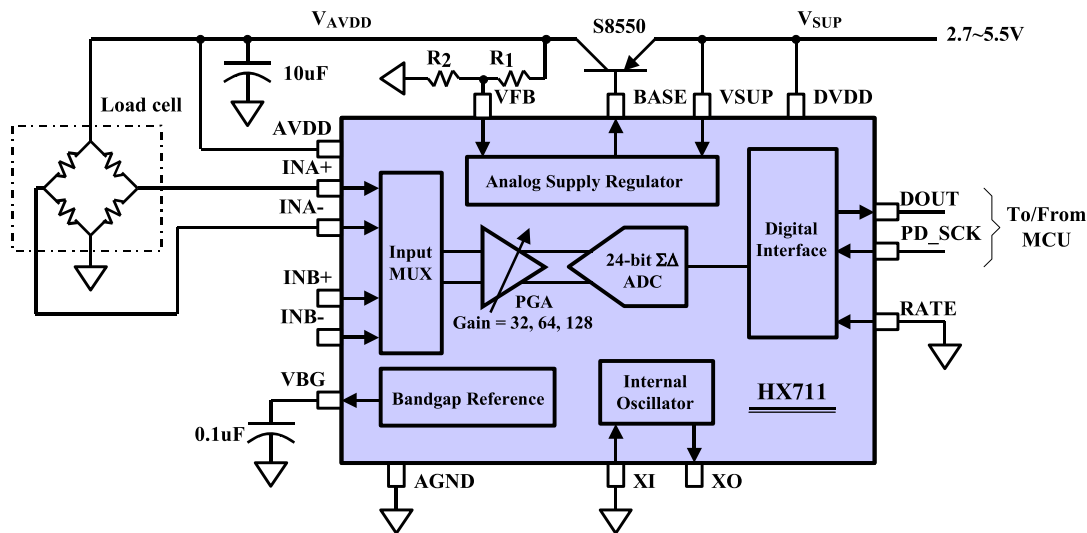 V_AVDD
S8550
V_SUP
2.7~5.5V
R2
R1
10uF
VFB
BASE
VSUP
DVDD
Load cell
AVDD
INA+
INA-
INB+
INB-
VBG
0.1uF
Analog Supply Regulator
Input
MUX
PGA
Gain = 32, 64, 128
24-bit ΣΔ
ADC
Digital
Interface
DOUT
PD_SCK
To/From
MCU
RATE
Bandgap Reference
Internal
Oscillator
HX711
AGND
XI
XO